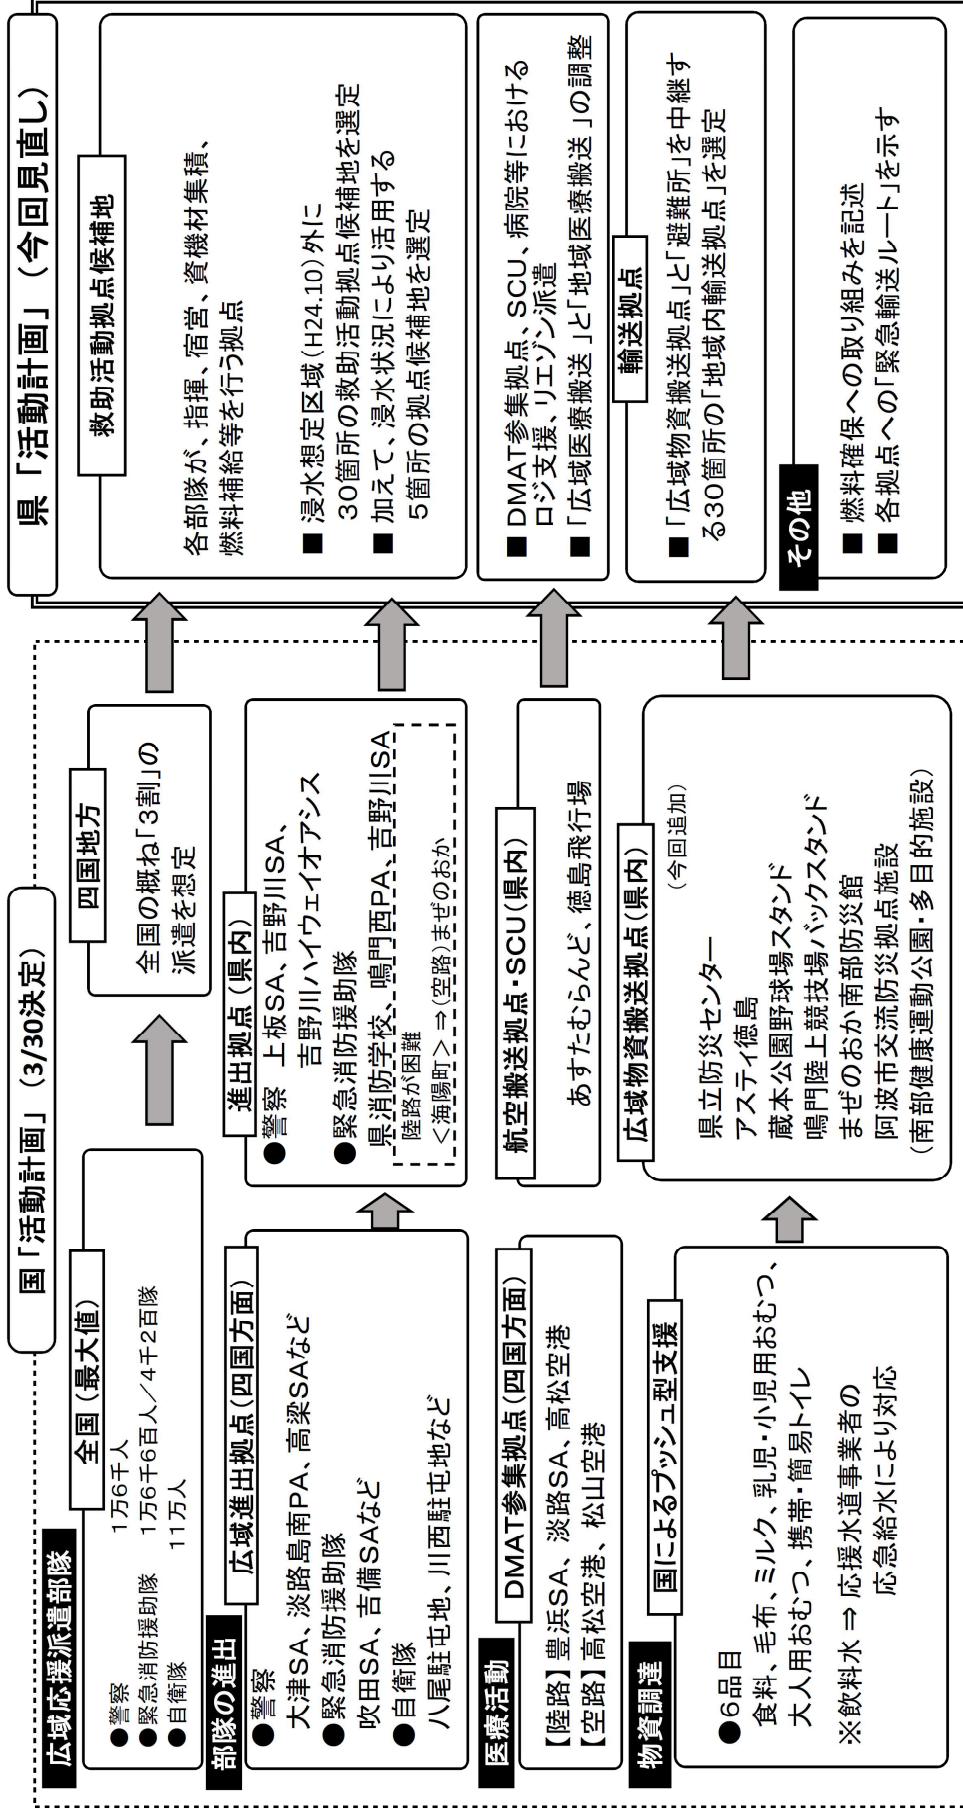 国「活動計画」（3/30決定）
広域応援派遣部隊
全国（最大値）
●警察　1万6千人
●緊急消防援助隊　1万6千6百人／4千2百隊
●自衛隊　11万人
四国地方
全国の概ね「3割」の
派遣を想定
部隊の進出
広域進出拠点（四国方面）
●警察
大津SA、淡路島南PA、高梁SAなど
●緊急消防援助隊
吹田SA、吉備SAなど
●自衛隊
八尾駐屯地、川西駐屯地など
進出拠点（県内）
●警察　上板SA、吉野川SA、
吉野川ハイウェイオアシス
●緊急消防援助隊
県消防学校、鳴門西PA、吉野川SA
陸路が困難
＜海陽町＞⇒（空路）まぜのおか
医療活動
DMAT参集拠点（四国方面）
【陸路】豊浜SA、淡路SA、高松空港
【空路】高松空港、松山空港
航空搬送拠点・SCU（県内）
あすたむらんど、徳島飛行場
物資調達
国によるプッシュ型支援
●6品目
食料、毛布、ミルク、乳児・小児用おむつ、
大人用おむつ、携帯・簡易トイレ
※飲料水⇒応援水道事業者の
応急給水により対応
広域物資搬送拠点（県内）
（今回追加）
県立防災センター
アスティ徳島
蔵本公園野球場スタンド
鳴門陸上競技場バックスタンド
まぜのおか南部防災館
阿波市交流防災拠点施設
（南部健康運動公園・多目的施設）
県「活動計画」（今回見直し）
救助活動拠点候補地
各部隊が、指揮、宿営、資機材集積、
燃料補給等を行う拠点
■浸水想定区域（H24.10）外に
30箇所の救助活動拠点候補地を選定
■加えて、浸水状況により活用する
5箇所の拠点候補地を選定
■DMAT参集拠点、SCU、病院等における
ロジ支援、リエゾン派遣
■「広域医療搬送」と「地域医療搬送」の調整
輸送拠点
■「広域物資搬送拠点」と「避難所」を中継す
る30箇所の「地域内輸送拠点」を選定
その他
■燃料確保への取り組みを記述
■各拠点への「緊急輸送ルート」を示す